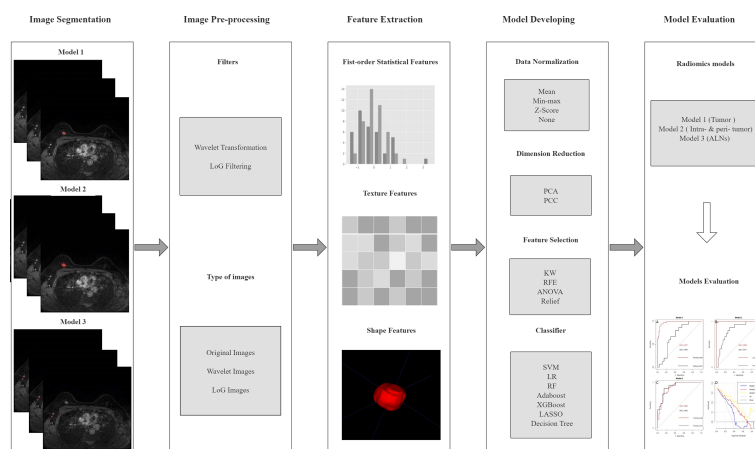 Image Segmentation
Image Pre-processing
Feature Extraction
Model Developing
Model Evaluation
Model 1
Model 2
Model 3
Filters
Wavelet Transformation
LoG Filtering
Type of images
Original Images
Wavelet Images
LoG Images
Fist-order Statistical Features
Texture Features
Shape Features
Data Normalization
Mean
Min-max
Z-Score
None
Dimension Reduction
PCA
PCC
Feature Selection
KW
RFE
ANOVA
Relief
Classifier
SVM
LR
RF
Adaboost
XGBoost
LASSO
Decision Tree
Radiomics models
Model 1 (Tumor )
Model 2 ( Intra- & peri- tumor)
Model 3 (ALNs)
Models Evaluation